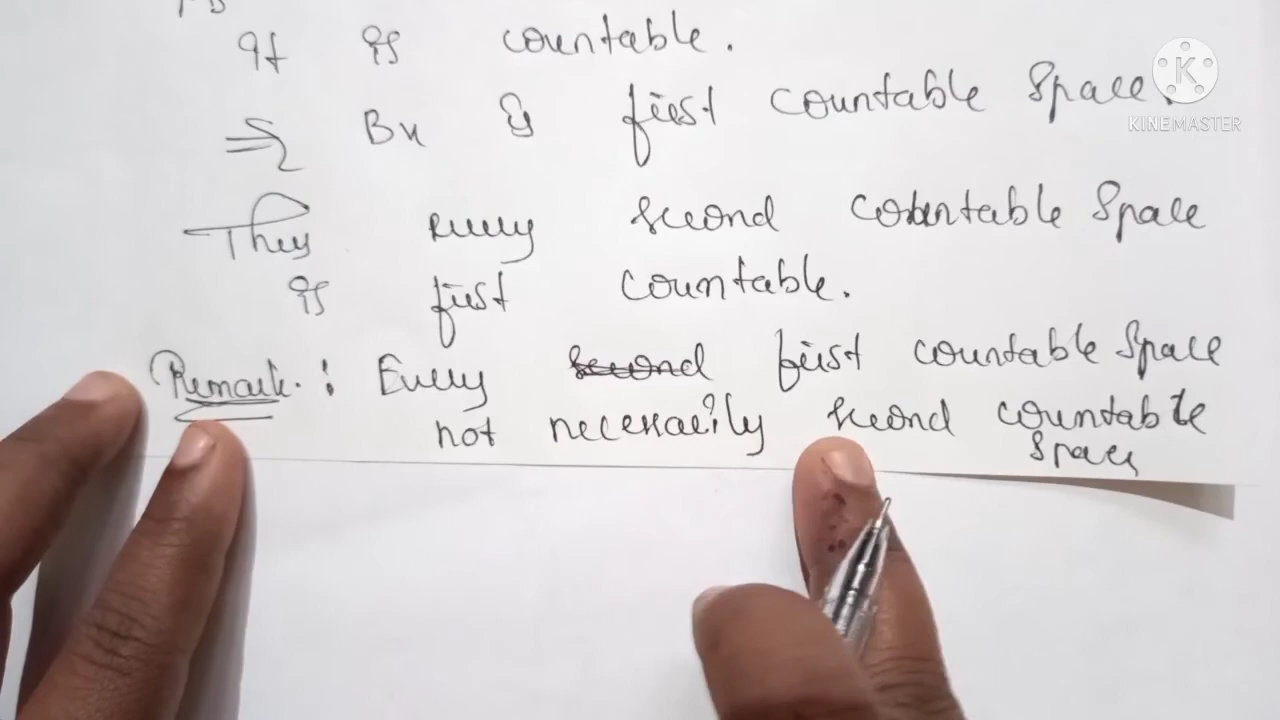 It is countable.
⇒ Bx is first countable space.
Thus every second countable space
is first countable.
Remark : Every second first countable space
not necessarily second countable
space
K
KINEMASTER